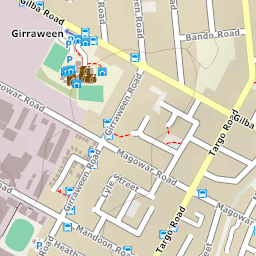 Gilba Road
Bando Road
Girraween
P
Magowar Road
Girraween Road
Gilba
Targo Road
P
Magowar Road
Girraween Road
Lyle Street
Magowar
Targo Road
Mandoon Road
Heath